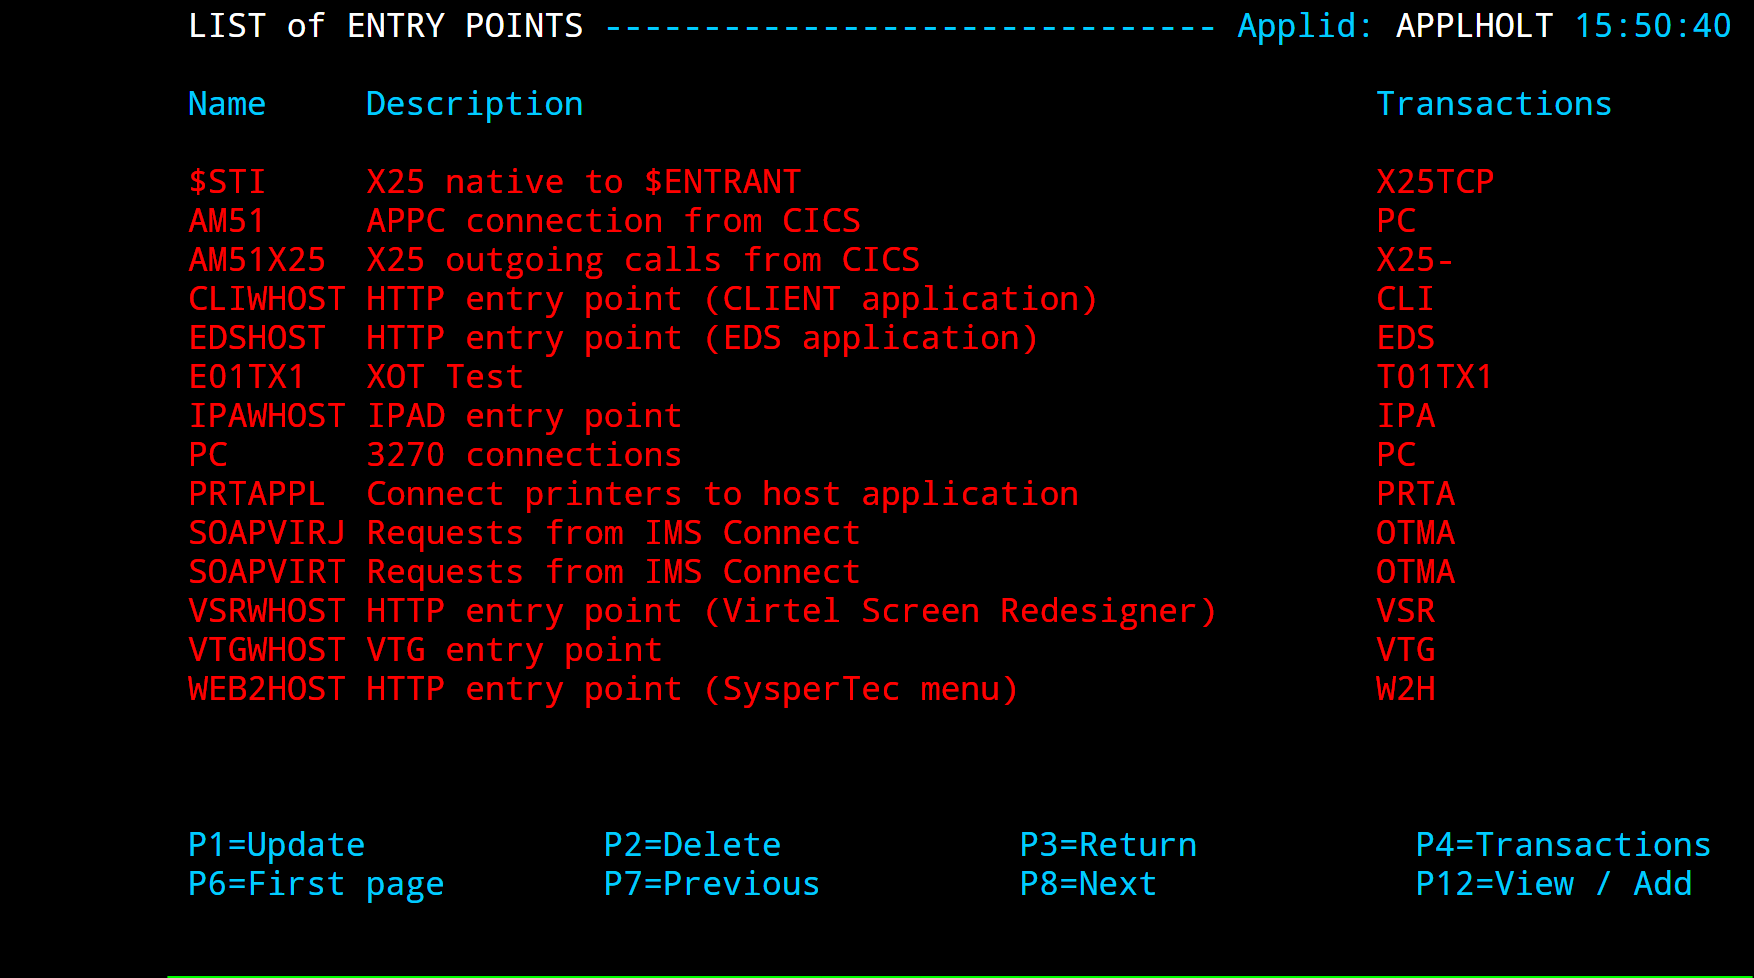 LIST of ENTRY POINTS ------------------------------- Applid: APPLHOLT 15:50:40
Name Description Transactions
$STI X25 native to $ENTRANT X25TCP
AM51 APPC connection from CICS PC
AM51X25 X25 outgoing calls from CICS X25-
CLIWHOST HTTP entry point (CLIENT application) CLI
EDSHOST HTTP entry point (EDS application) EDS
E01TX1 XOT Test T01TX1
IPAWHOST IPAD entry point IPA
PC 3270 connections PC
PRTAPPL Connect printers to host application PRTA
SOAPVIRJ Requests from IMS Connect OTMA
SOAPVIRT Requests from IMS Connect OTMA
VSRWHOST HTTP entry point (Virtel Screen Redesigner) VSR
VTGWHOST VTG entry point VTG
WEB2HOST HTTP entry point (SysperTec menu) W2H
P1=Update P2=Delete P3=Return P4=Transactions
P6=First page P7=Previous P8=Next P12=View / Add